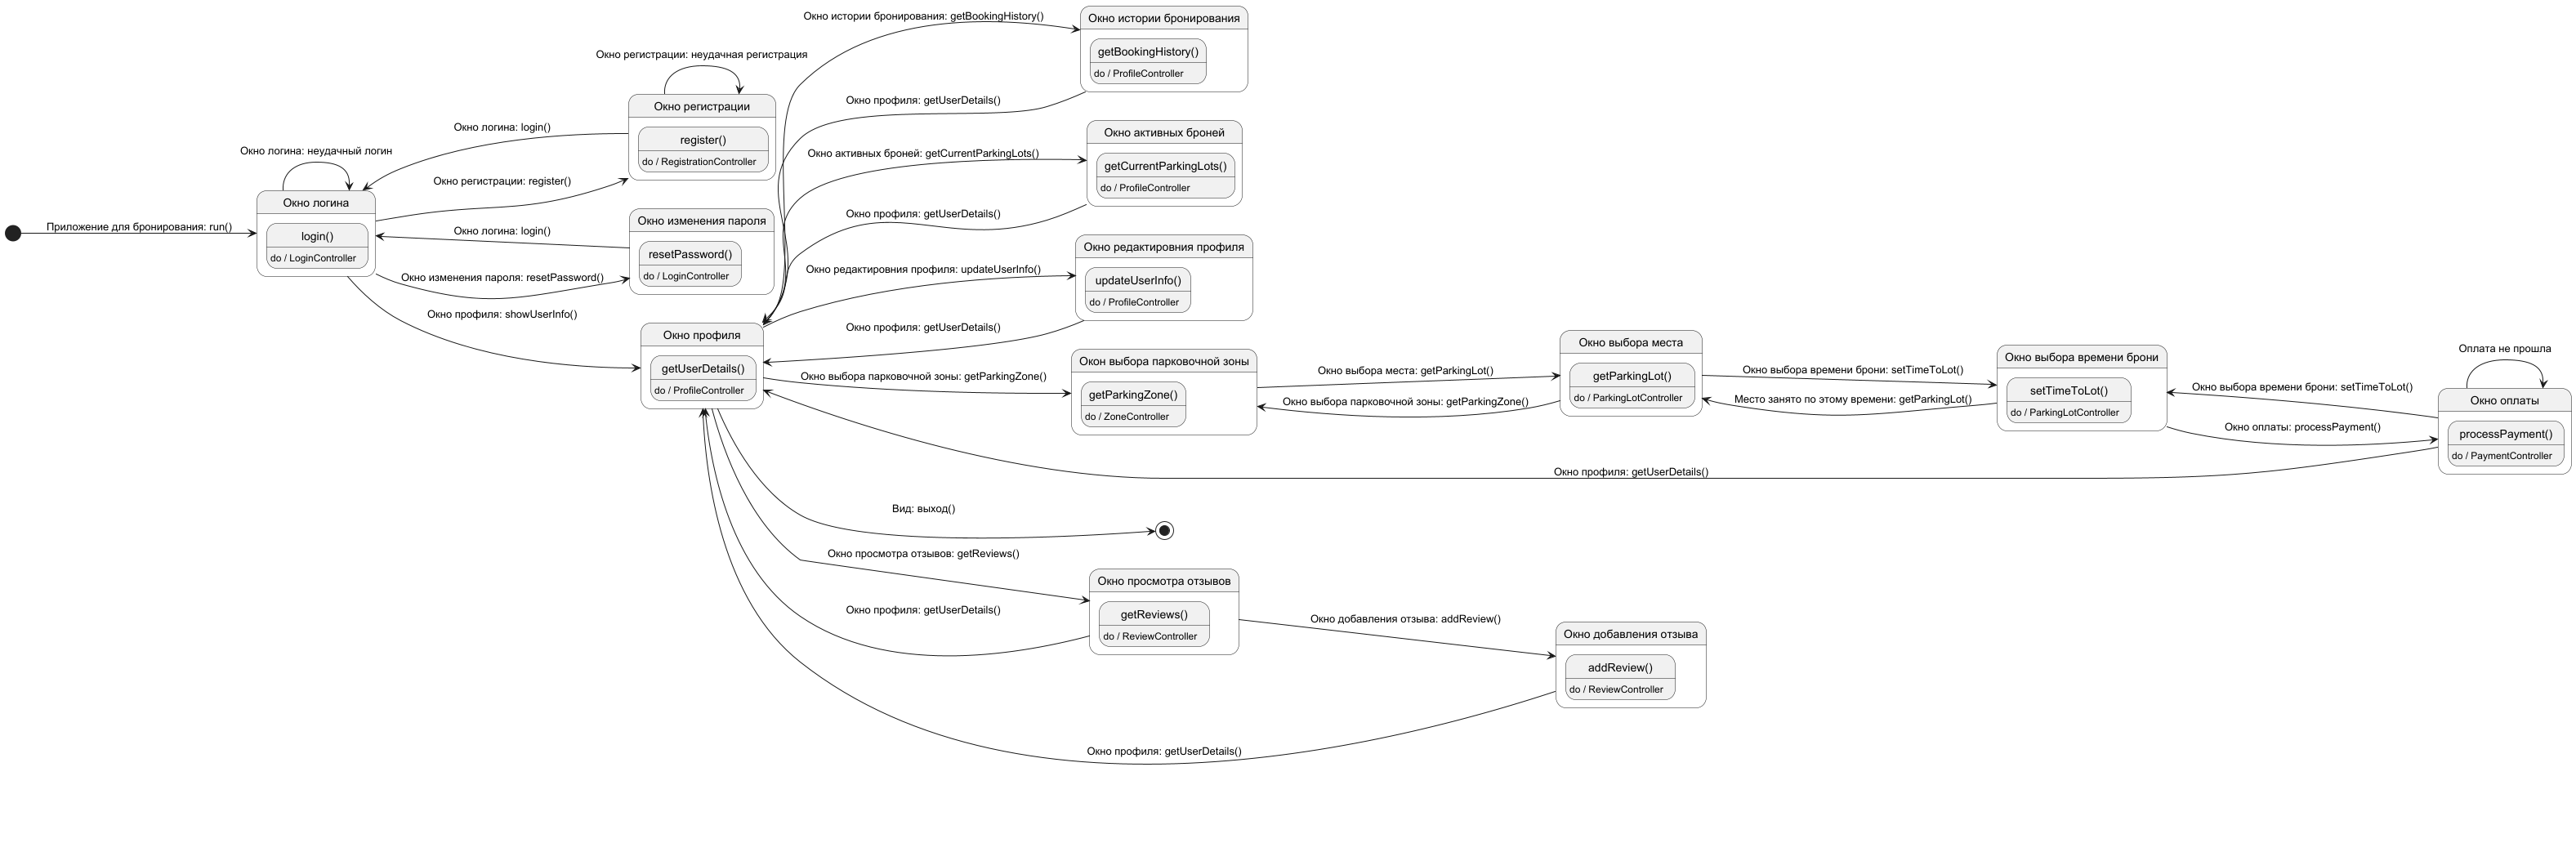 Окно истории бронирования: getBookingHistory()
Окно истории бронирования
getBookingHistory()
do / ProfileController
Окно регистрации: неудачная регистрация
Окно регистрации
register()
do / RegistrationController
Окно профиля: getUserDetails()
Окно активных броней
getCurrentParkingLots()
do / ProfileController
Окно логина: login()
Окно логина: неудачный логин
Окно активных броней: getCurrentParkingLots()
Окно регистрации: register()
Окно логина
login()
do / LoginController
Приложение для бронирования: run()
Окно изменения пароля
resetPassword()
do / LoginController
Окно логина: login()
Окно изменения пароля: resetPassword()
Окно профиля: getUserDetails()
Окно редактировния профиля
updateUserInfo()
do / ProfileController
Окно редактировния профиля: updateUserInfo()
Окно профиля: showUserInfo()
Окно профиля: getUserDetails()
Окно профиля
getUserDetails()
do / ProfileController
Окно выбора парковочной зоны: getParkingZone()
Окон выбора парковочной зоны
getParkingZone()
do / ZoneController
Окно выбора места: getParkingLot()
Окно выбора парковочной зоны: getParkingZone()
Окно выбора места
getParkingLot()
do / ParkingLotController
Окно выбора времени брони: setTimeToLot()
Место занято по этому времени: getParkingLot()
Окно выбора времени брони
setTimeToLot()
do / ParkingLotController
Оплата не прошла
Окно выбора времени брони: setTimeToLot()
Окно оплаты: processPayment()
Окно оплаты
processPayment()
do / PaymentController
Окно профиля: getUserDetails()
Вид: выход()
Окно просмотра отзывов: getReviews()
Окно просмотра отзывов
getReviews()
do / ReviewController
Окно профиля: getUserDetails()
Окно добавления отзыва: addReview()
Окно добавления отзыва
addReview()
do / ReviewController
Окно профиля: getUserDetails()